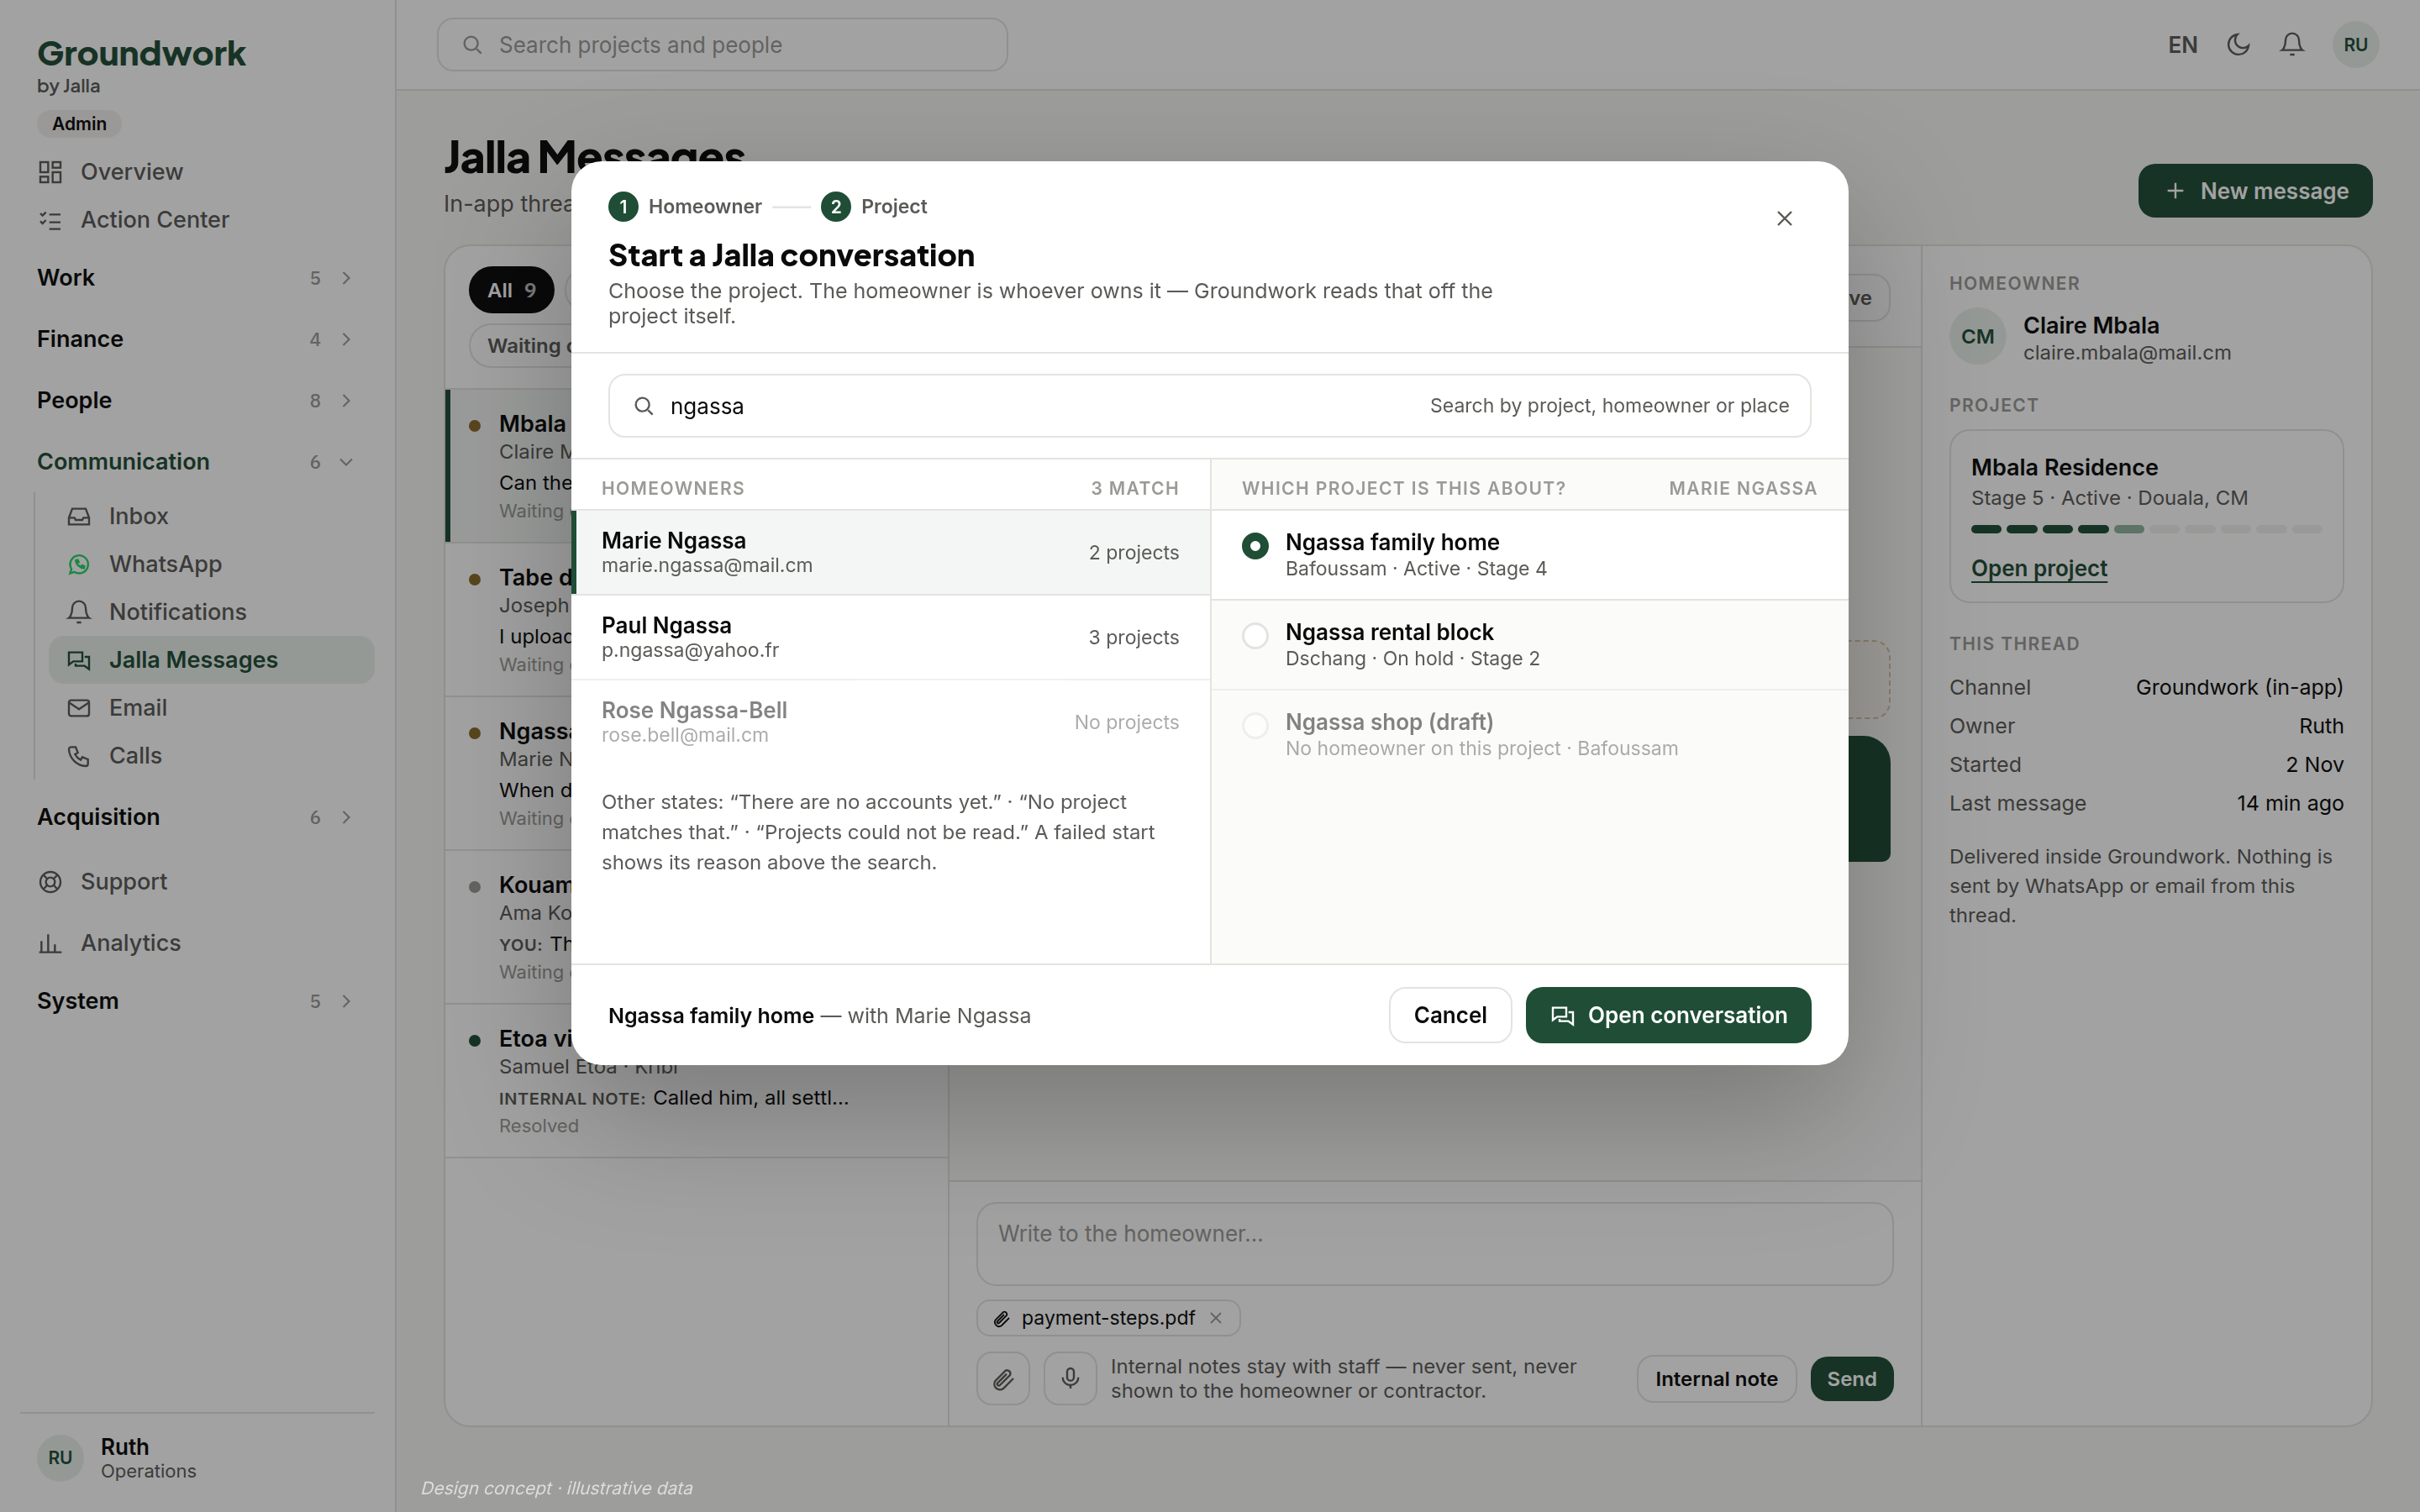 Groundwork
by Jalla
Admin
Overview
Action Center
Work 5
Finance 4
People 8
Communication 6
Inbox
WhatsApp
Notifications
Jalla Messages
Email
Calls
Acquisition 6
Support
Analytics
System 5
RU
Ruth
Operations
Search projects and people
EN
RU
Jalla Messages
In-app threa
New message
All 9
Waiting
Mbala
Claire M
Can the
Waiting
Tabe d
Joseph
I upload
Waiting
Ngassa
Marie N
When d
Waiting
Kouam
Ama Ko
YOU: Th
Waiting
Etoa vi
Samuel Etoa · Kribi
INTERNAL NOTE: Called him, all settl...
Resolved
1 Homeowner 2 Project
Start a Jalla conversation
Choose the project. The homeowner is whoever owns it — Groundwork reads that off the
project itself.
ngassa
Search by project, homeowner or place
HOMEOWNERS 3 MATCH
Marie Ngassa
marie.ngassa@mail.cm
2 projects
Paul Ngassa
p.ngassa@yahoo.fr
3 projects
Rose Ngassa-Bell
rose.bell@mail.cm
No projects
Other states: “There are no accounts yet.” · “No project
matches that.” · “Projects could not be read.” A failed start
shows its reason above the search.
WHICH PROJECT IS THIS ABOUT? MARIE NGASSA
Ngassa family home
Bafoussam · Active · Stage 4
Ngassa rental block
Dschang · On hold · Stage 2
Ngassa shop (draft)
No homeowner on this project · Bafoussam
Ngassa family home — with Marie Ngassa
Cancel
Open conversation
Write to the homeowner...
payment-steps.pdf
Internal notes stay with staff — never sent, never
shown to the homeowner or contractor.
Internal note
Send
ve
HOMEOWNER
CM
Claire Mbala
claire.mbala@mail.cm
PROJECT
Mbala Residence
Stage 5 · Active · Douala, CM
Open project
THIS THREAD
Channel Groundwork (in-app)
Owner Ruth
Started 2 Nov
Last message 14 min ago
Delivered inside Groundwork. Nothing is
sent by WhatsApp or email from this
thread.
Design concept · illustrative data